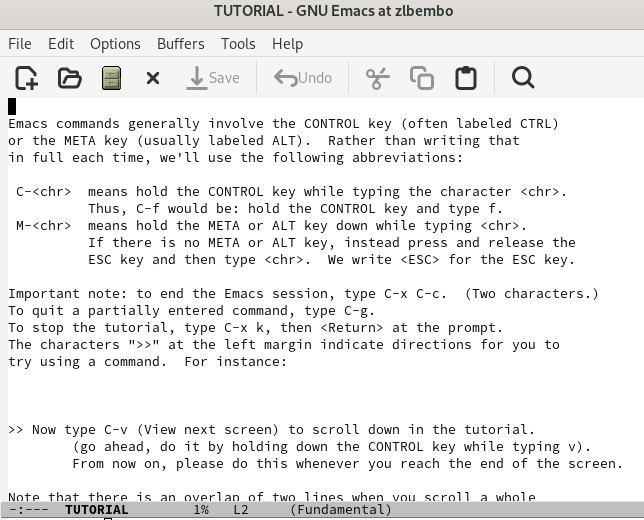 TUTORIAL - GNU Emacs at zlbembo
File Edit Options Buffers Tools Help
Save Undo
Emacs commands generally involve the CONTROL key (often labeled CTRL)
or the META key (usually labeled ALT).  Rather than writing that
in full each time, we'll use the following abbreviations:
C-<chr>  means hold the CONTROL key while typing the character <chr>.
Thus, C-f would be: hold the CONTROL key and type f.
M-<chr>  means hold the META or ALT key down while typing <chr>.
If there is no META or ALT key, instead press and release the
ESC key and then type <chr>.  We write <ESC> for the ESC key.
Important note: to end the Emacs session, type C-x C-c.  (Two characters.)
To quit a partially entered command, type C-g.
To stop the tutorial, type C-x k, then <Return> at the prompt.
The characters ">>" at the left margin indicate directions for you to
try using a command.  For instance:
>> Now type C-v (View next screen) to scroll down in the tutorial.
(go ahead, do it by holding down the CONTROL key while typing v).
From now on, please do this whenever you reach the end of the screen.
Note that there is an overlap of two lines when you scroll a whole
-:---  TUTORIAL        1%   L2     (Fundamental)